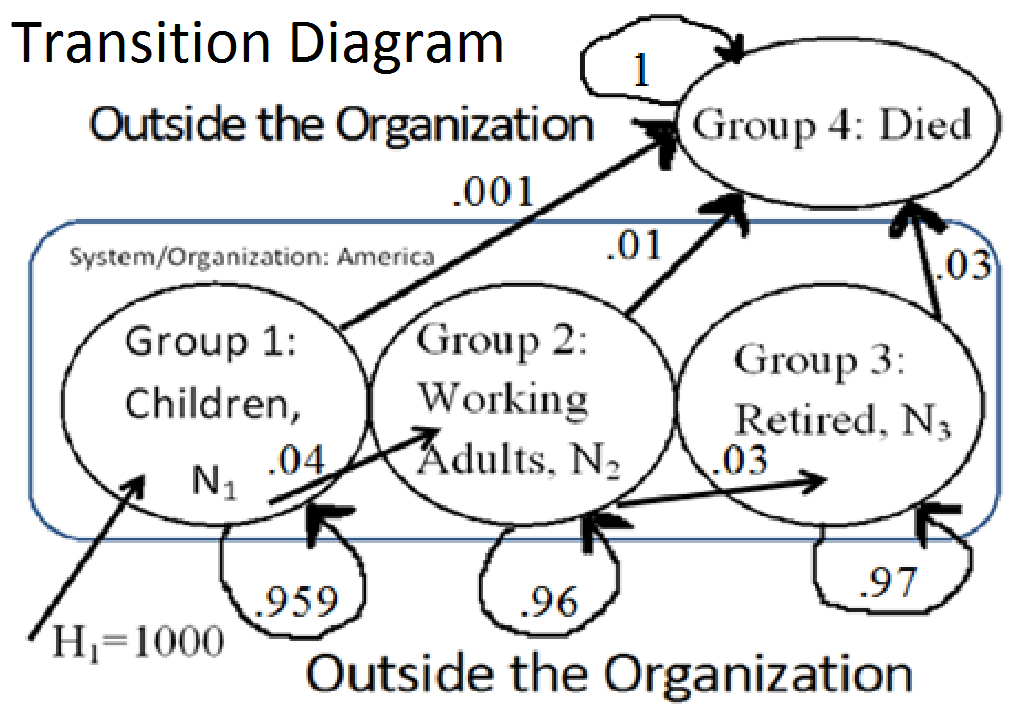 Transition Diagram
1
Outside the Organization
Group 4: Died
.001
.01
.03
System/Organization: America
Group 1:
Children,
N₁
Group 2:
Working
Adults, N₂
Group 3:
Retired, N₃
.04
.03
.959
.96
.97
H₁=1000
Outside the Organization